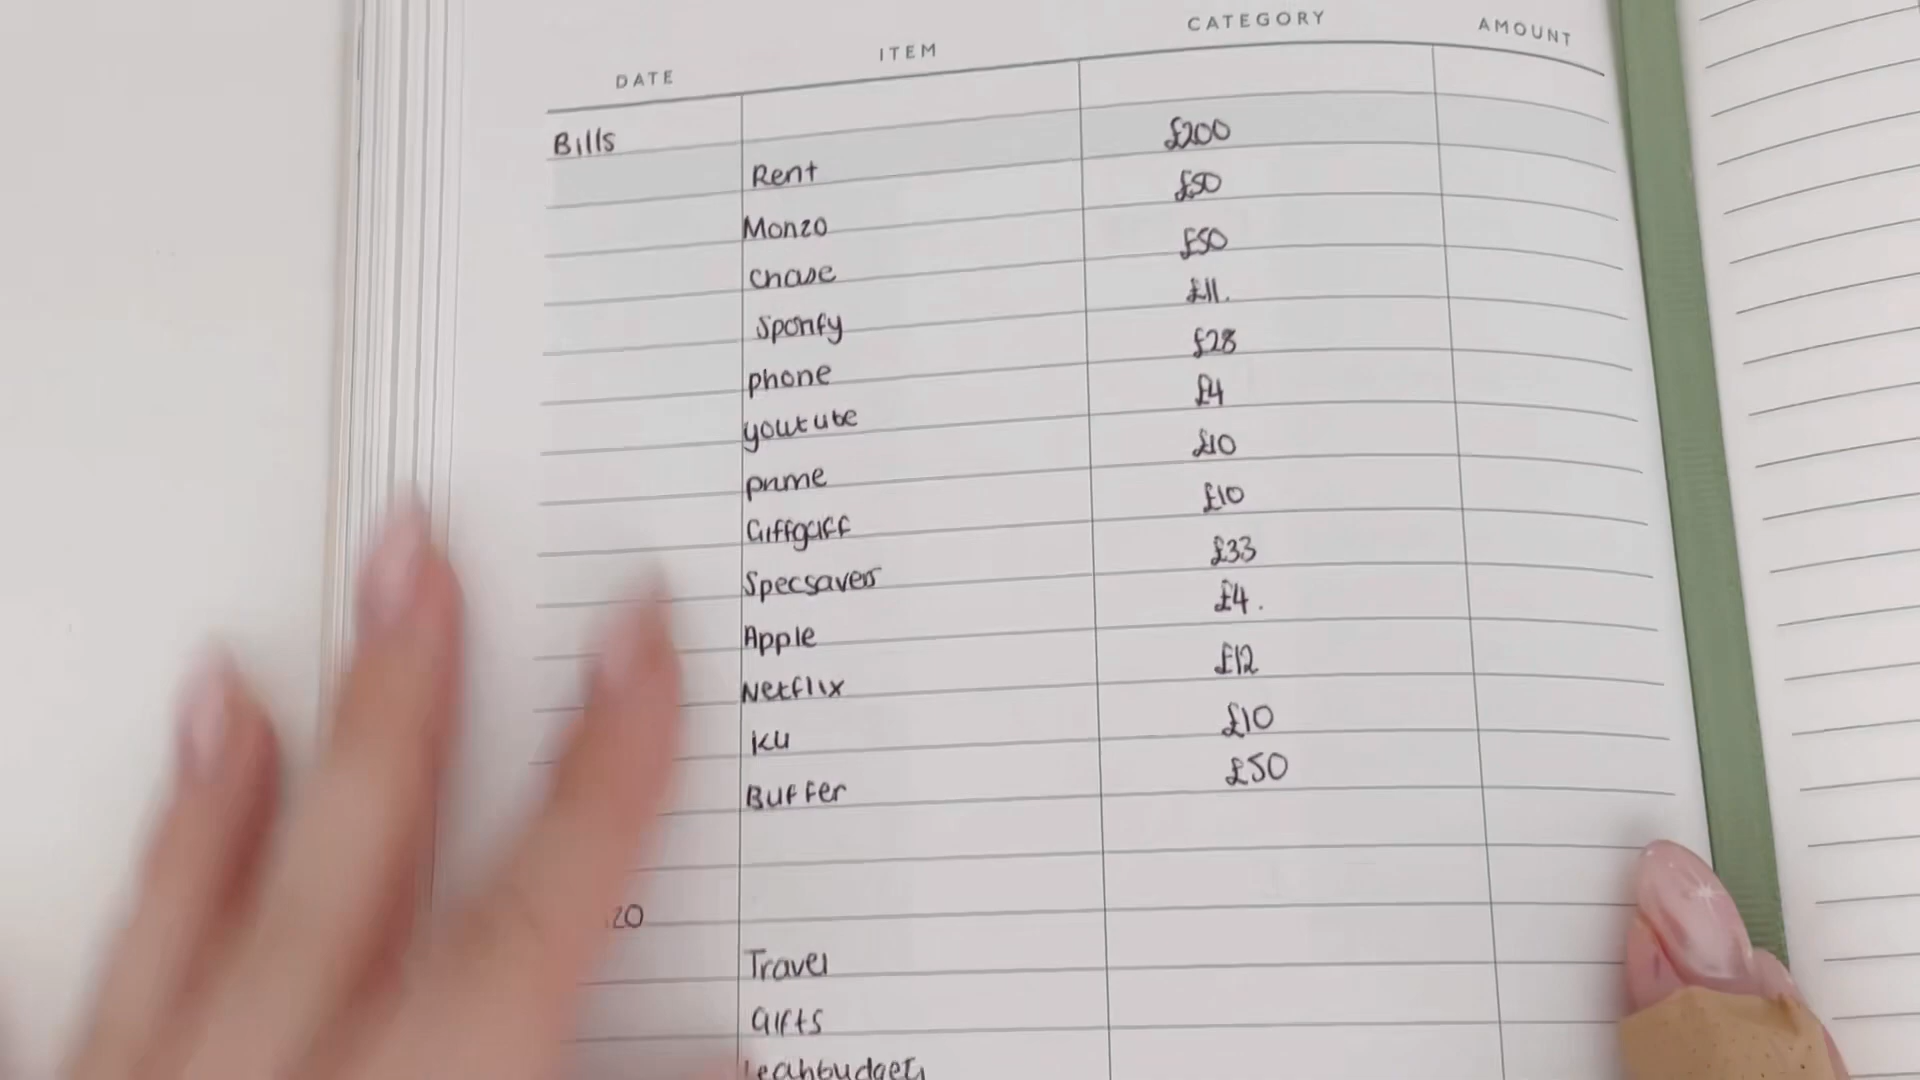 DATE ITEM CATEGORY AMOUNT
Bills
Rent £200
Monzo £50
Chase £50
Spotify £11.
phone £28
youtube £4
prime £10
Giffgaff £10
Specsavers £33
Apple £4.
Netflix £12
KU £10
Buffer £50
Travel
Gifts